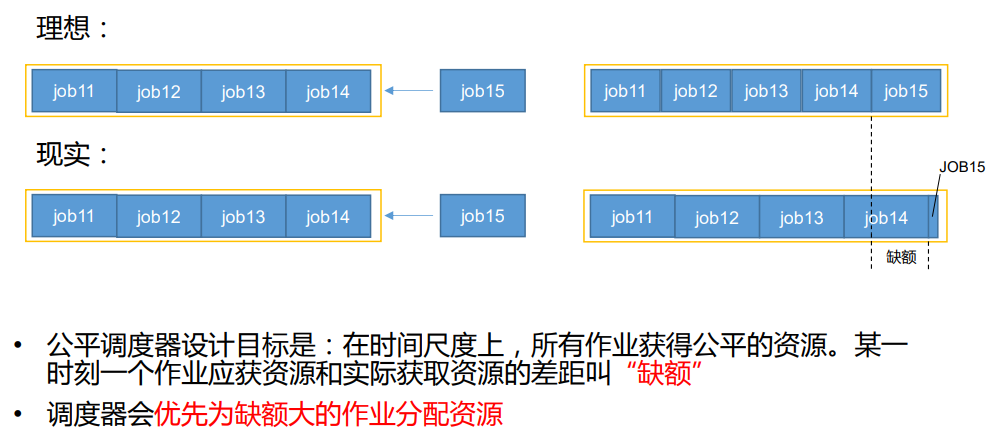 理想：
job11 job12 job13 job14 job15 job11 job12 job13 job14 job15
现实：
JOB15
job11 job12 job13 job14 job15 job11 job12 job13 job14
缺额
• 公平调度器设计目标是：在时间尺度上，所有作业获得公平的资源。某一
时刻一个作业应获资源和实际获取资源的差距叫“缺额”
• 调度器会优先为缺额大的作业分配资源